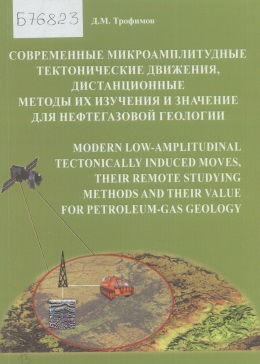 Б76823
Д.М. Трофимов
СОВРЕМЕННЫЕ МИКРОАМПЛИТУДНЫЕ
ТЕКТОНИЧЕСКИЕ ДВИЖЕНИЯ,
ДИСТАНЦИОННЫЕ
МЕТОДЫ ИХ ИЗУЧЕНИЯ И ЗНАЧЕНИЕ
ДЛЯ НЕФТЕГАЗОВОЙ ГЕОЛОГИИ
MODERN LOW-AMPLITUDINAL
TECTONICALLY INDUCED MOVES,
THEIR REMOTE STUDYING
METHODS AND THEIR VALUE
FOR PETROLEUM-GAS GEOLOGY